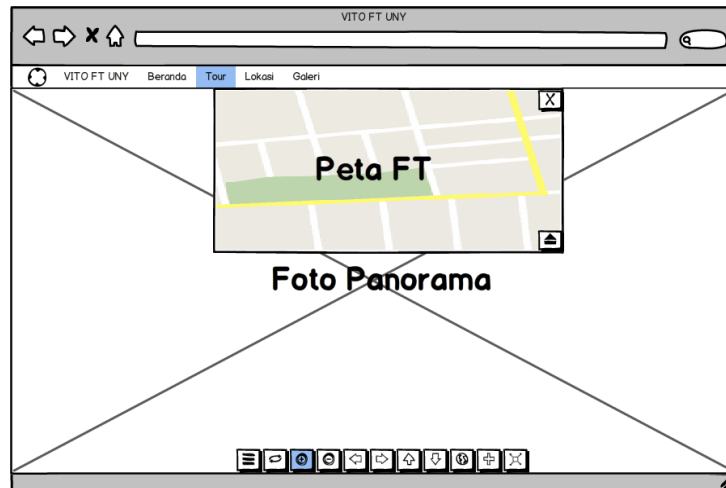 VITO FT UNY
VITO FT UNY Beranda Tour Lokasi Galeri
X
Peta FT
Foto Panorama